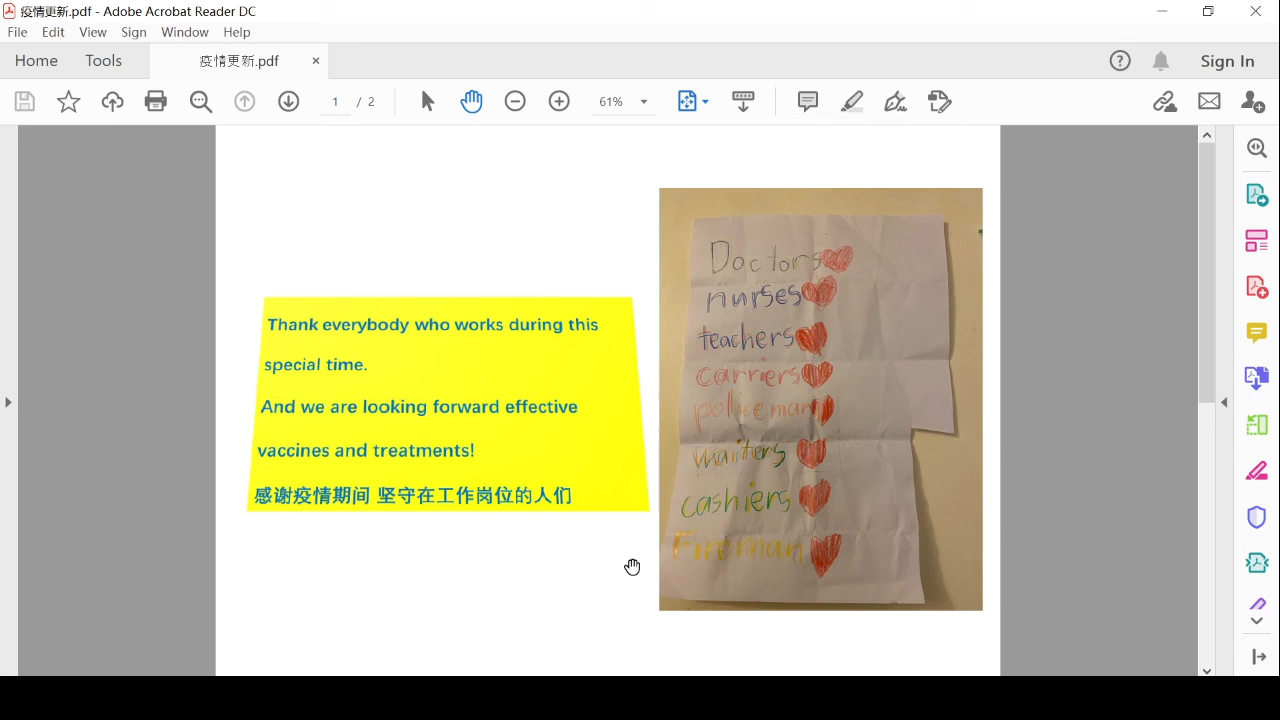 疫情更新.pdf - Adobe Acrobat Reader DC
File Edit View Sign Window Help
Home Tools 疫情更新.pdf × Sign In
1 / 2 61%
Thank everybody who works during this
special time.
And we are looking forward effective
vaccines and treatments!
感谢疫情期间 坚守在工作岗位的人们
Doctors
nurses
teachers
carriers
policeman
waiters
cashiers
Fireman